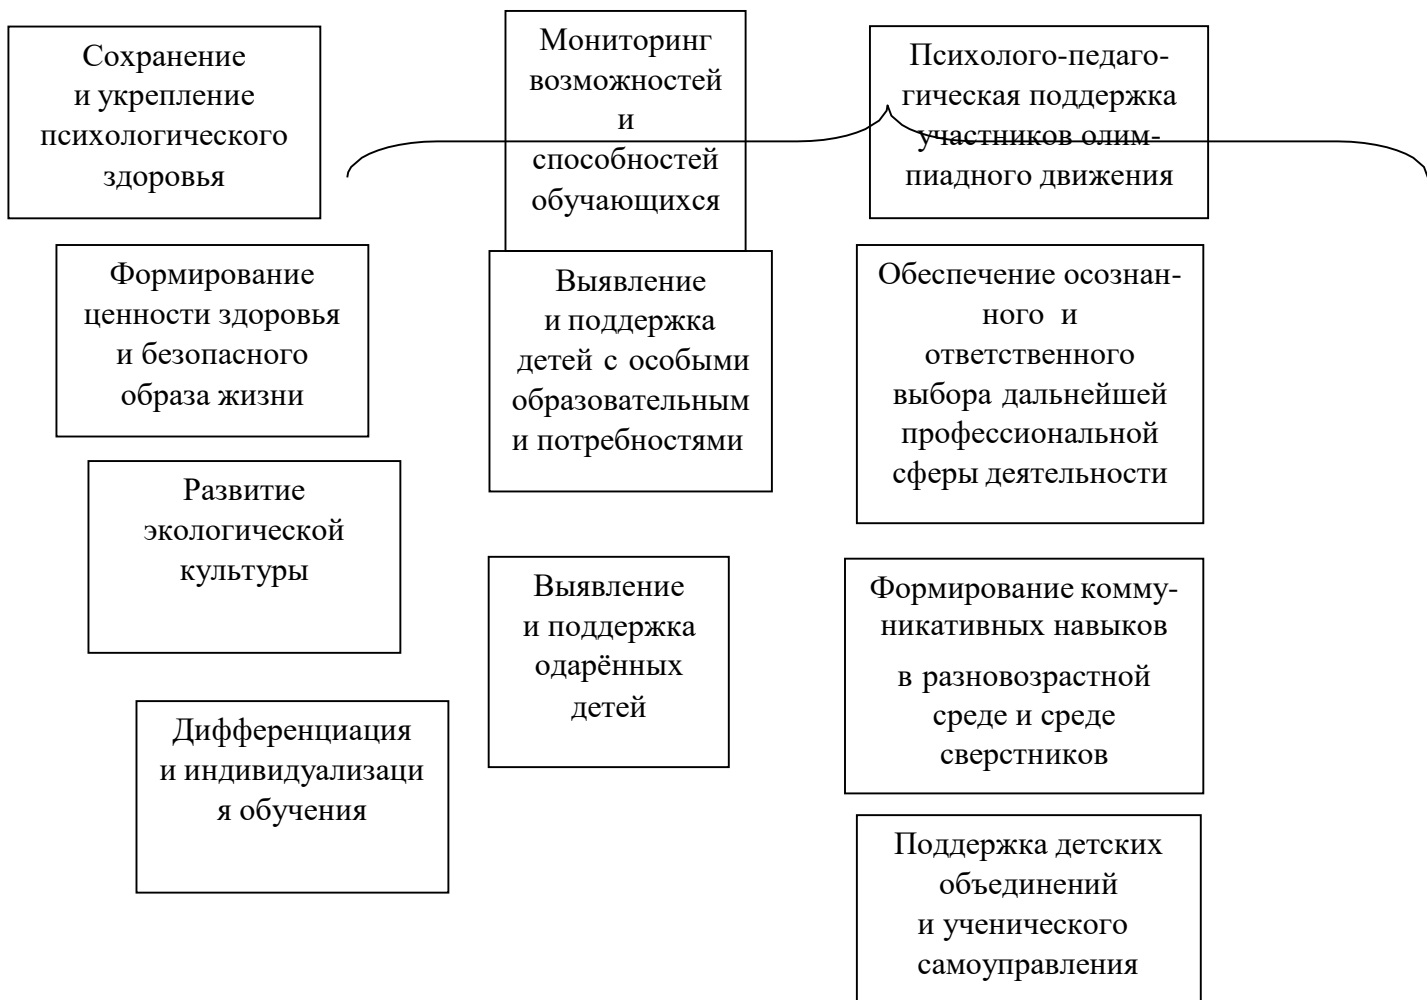 Сохранение
и укрепление
психологического
здоровья
Формирование
ценности здоровья
и безопасного
образа жизни
Развитие
экологической
культуры
Дифференциация
и индивидуализаци
я обучения
Мониторинг
возможностей
и
способностей
обучающихся
Выявление
и поддержка
детей с особыми
образовательным
и потребностями
Выявление
и поддержка
одарённых
детей
Психолого-педаго-
гическая поддержка
участников олим-
пиадного движения
Обеспечение осознан-
ного и
ответственного
выбора дальнейшей
профессиональной
сферы деятельности
Формирование комму-
никативных навыков
в разновозрастной
среде и среде
сверстников
Поддержка детских
объединений
и ученического
самоуправления